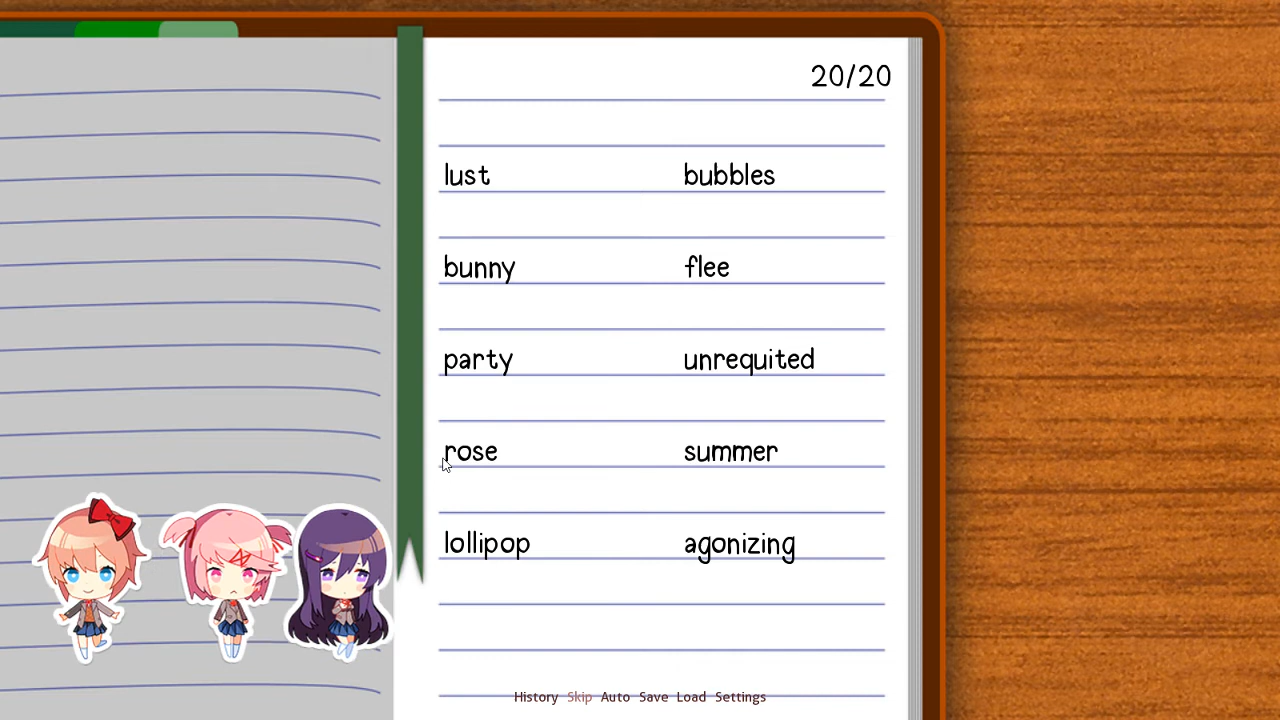 20/20
lust bubbles
bunny flee
party unrequited
rose summer
lollipop agonizing
History Skip Auto Save Load Settings